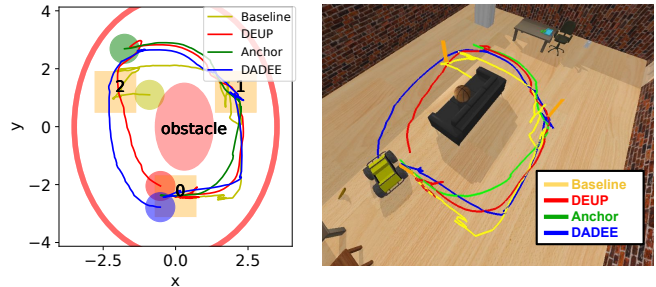 4
2
0
−2
−4
y
−2.5
0.0
2.5
x
Baseline
DEUP
Anchor
DADEE
2
1
obstacle
0
Baseline
DEUP
Anchor
DADEE